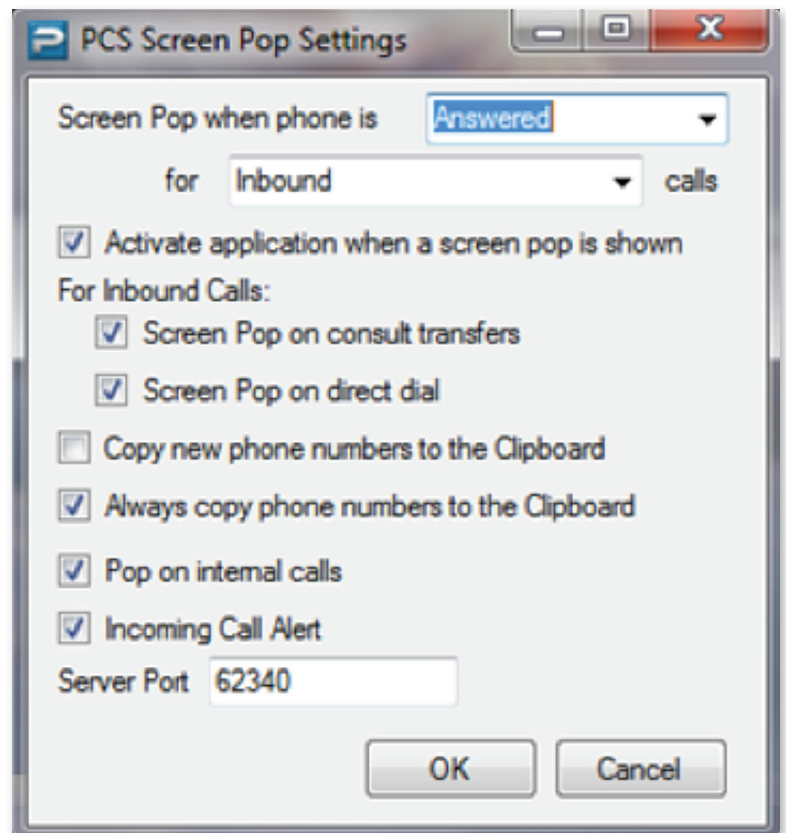 PCS Screen Pop Settings
Screen Pop when phone is Answered
for Inbound calls
Activate application when a screen pop is shown
For Inbound Calls:
Screen Pop on consult transfers
Screen Pop on direct dial
Copy new phone numbers to the Clipboard
Always copy phone numbers to the Clipboard
Pop on internal calls
Incoming Call Alert
Server Port 62340
OK Cancel